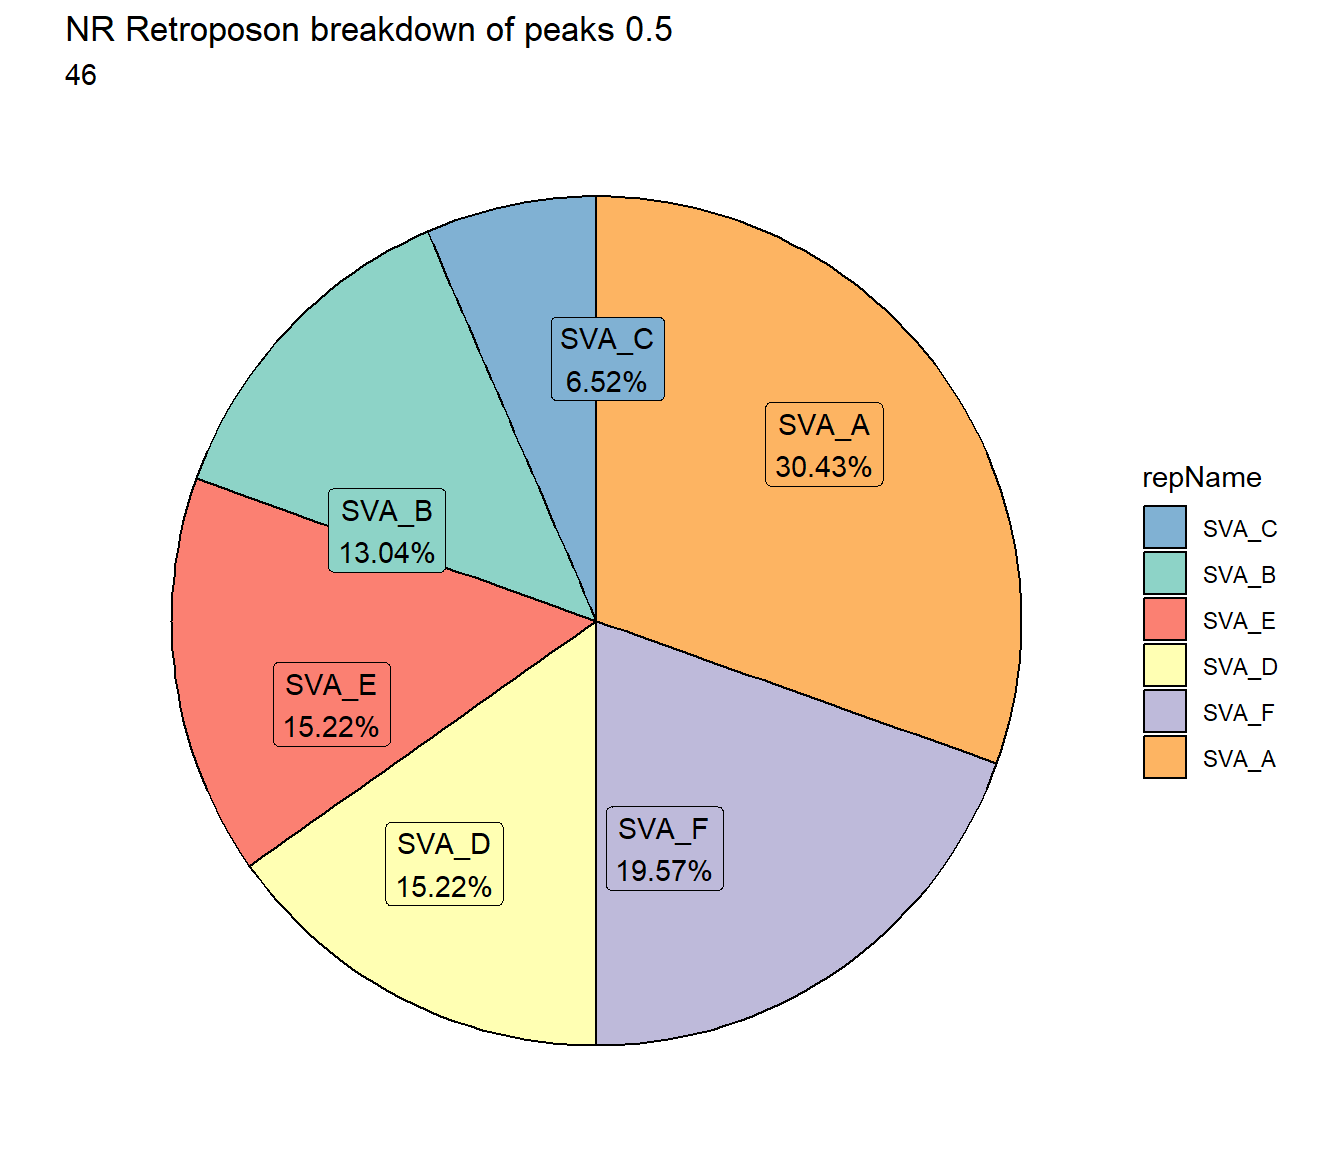 NR Retroposon breakdown of peaks 0.5
46
SVA_C
6.52%
SVA_A
30.43%
SVA_B
13.04%
SVA_E
15.22%
SVA_F
19.57%
SVA_D
15.22%
repName
SVA_C
SVA_B
SVA_E
SVA_D
SVA_F
SVA_A